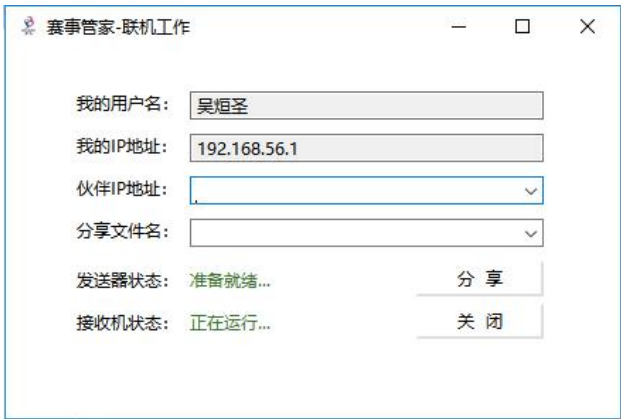 赛事管家-联机工作
我的用户名： 吴烜圣
我的IP地址： 192.168.56.1
伙伴IP地址：
分享文件名：
发送器状态： 准备就绪... 分 享
接收机状态： 正在运行... 关 闭